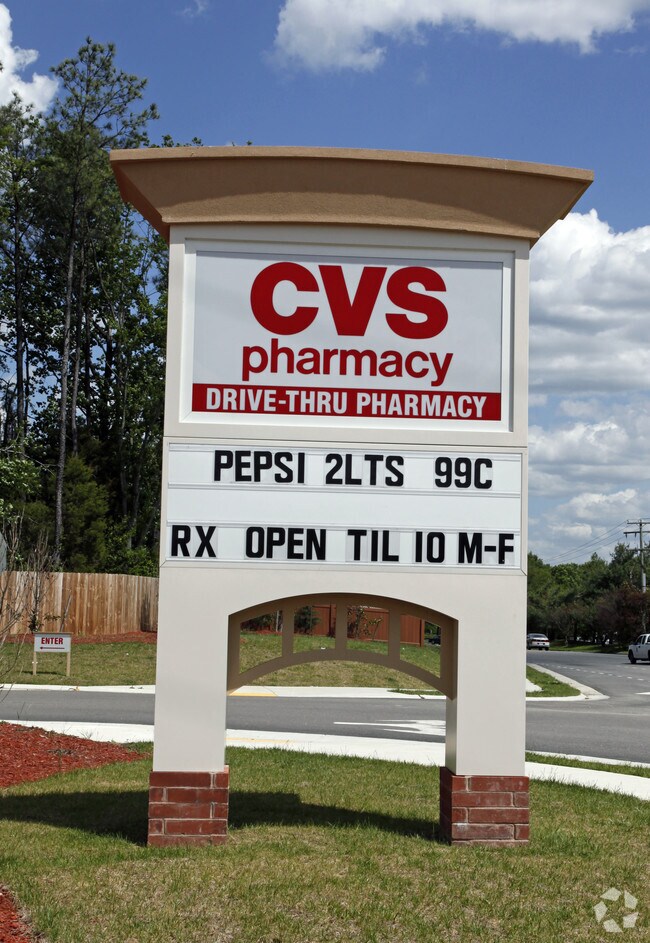 CVS
pharmacy
DRIVE-THRU PHARMACY
PEPSI 2LTS 99C
RX OPEN TIL 10 M-F
ENTER